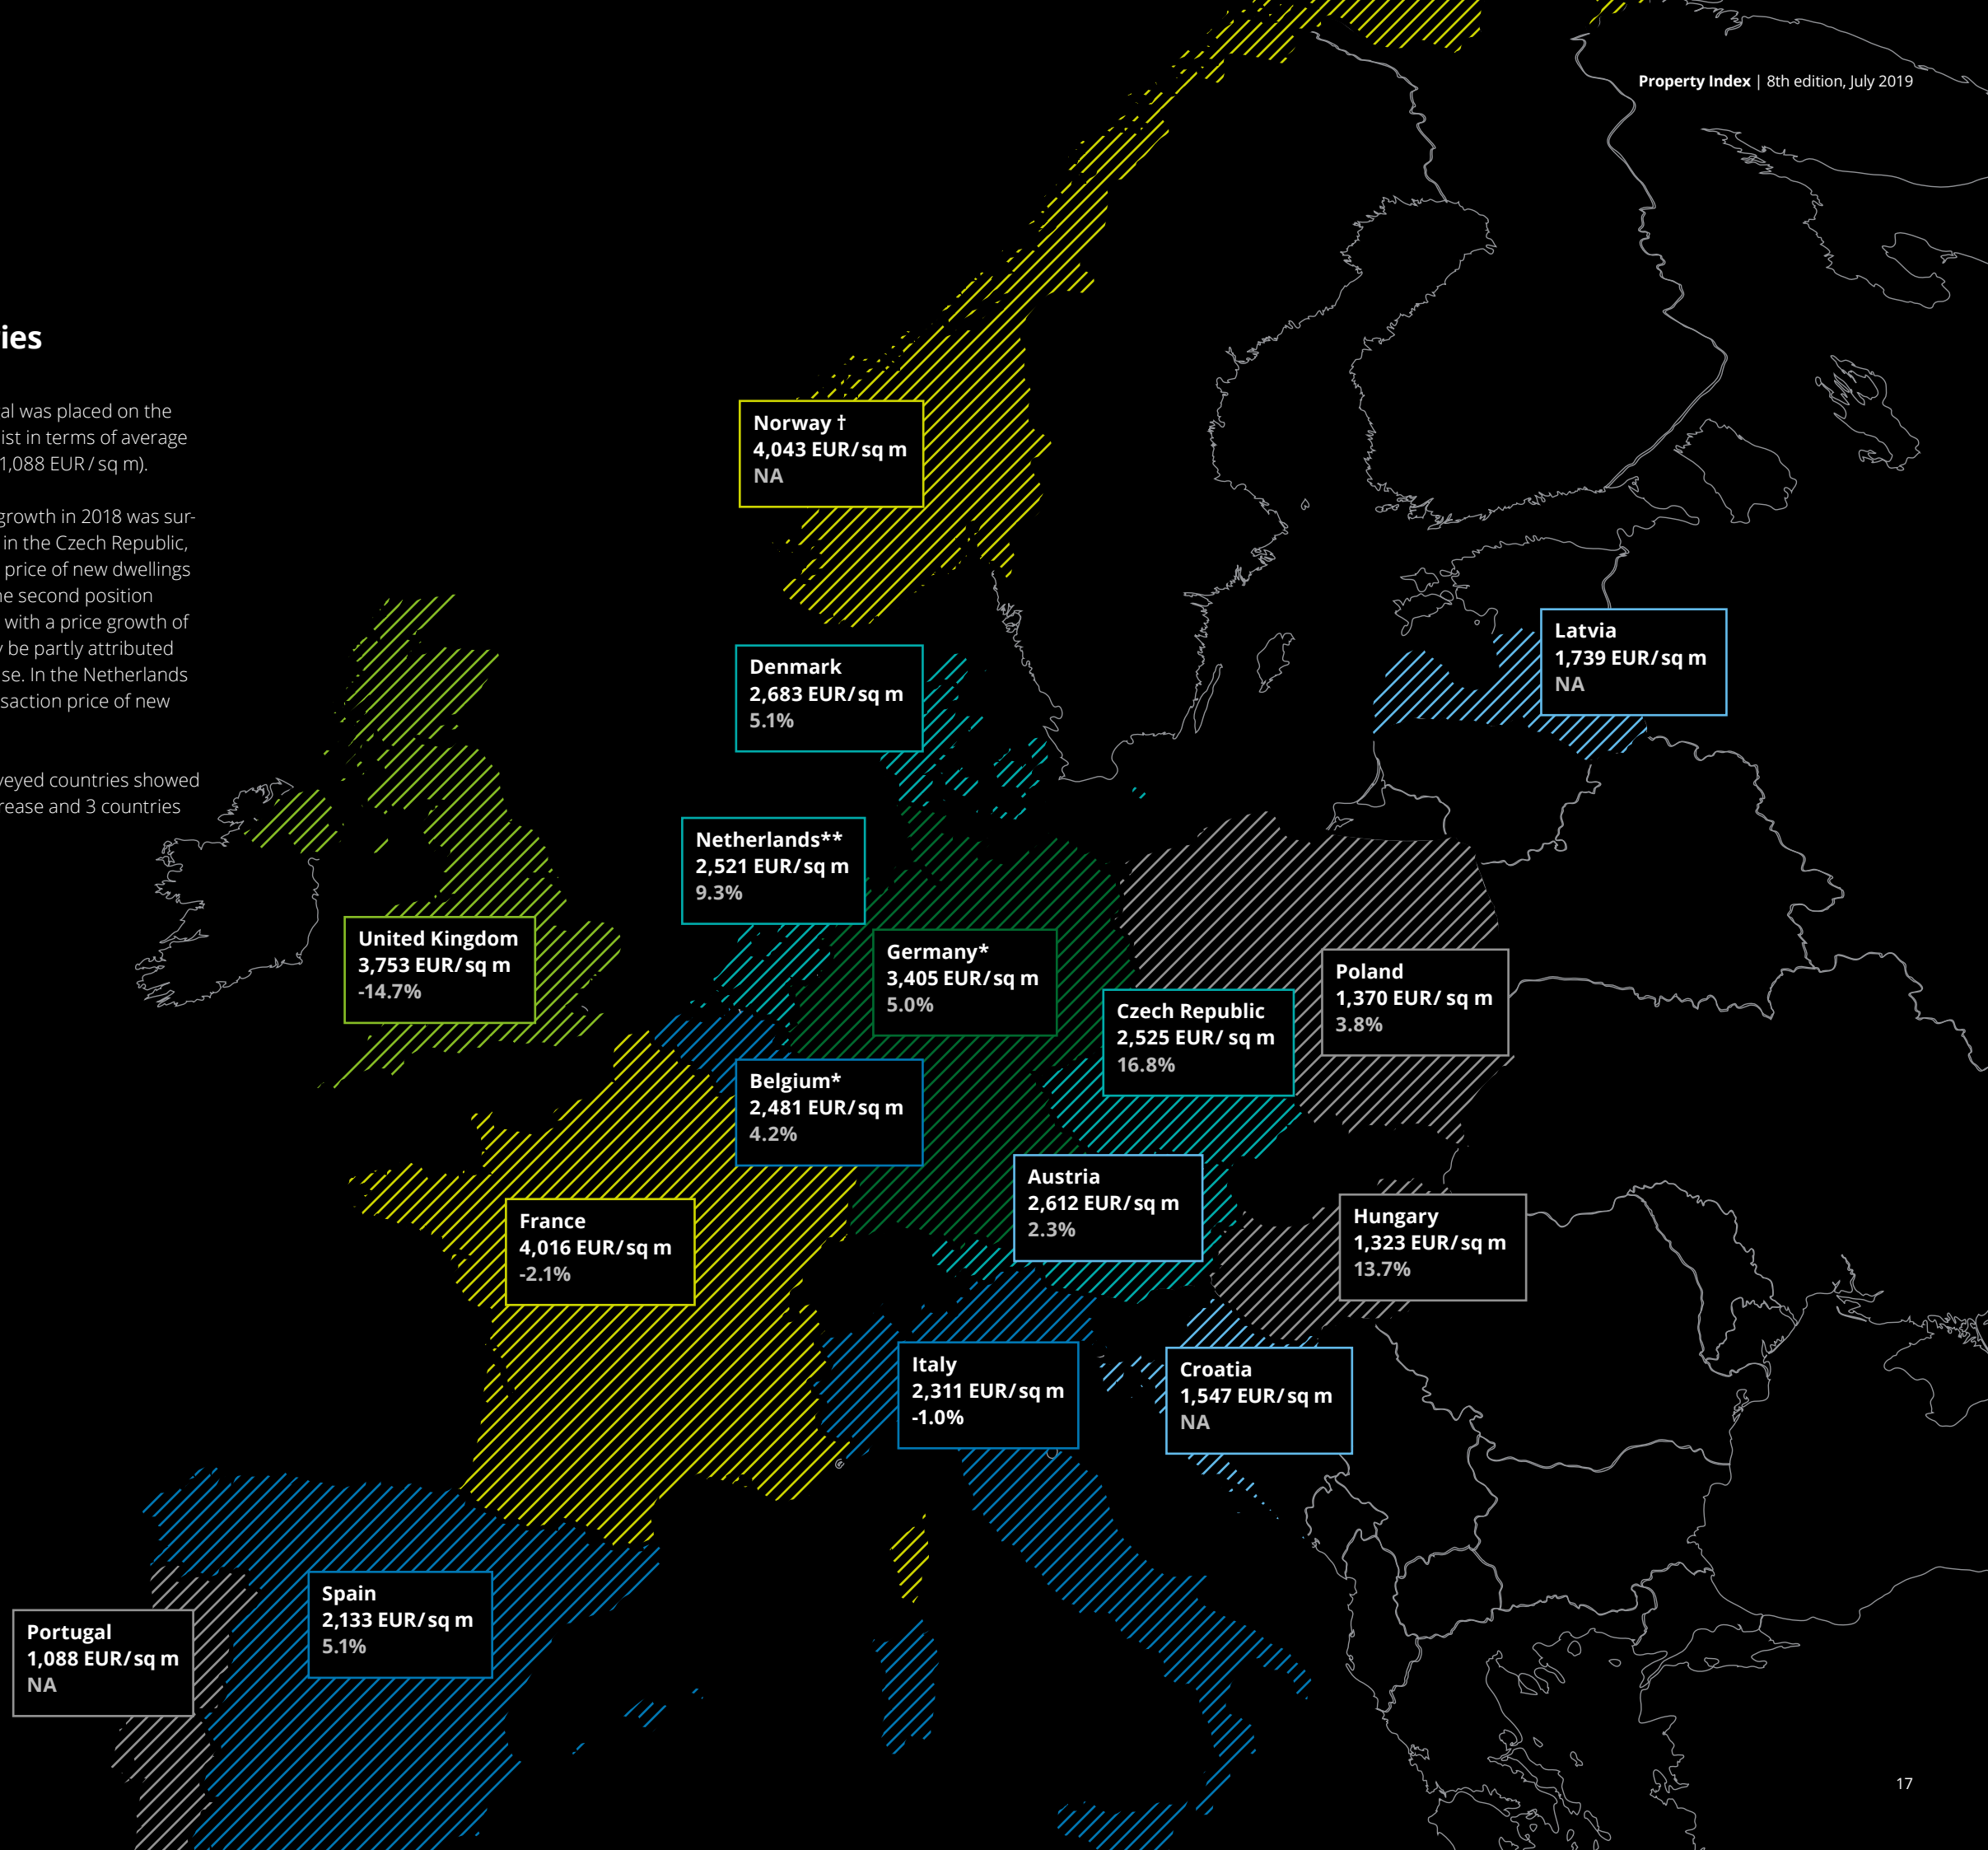 Property Index | 8th edition, July 2019
ies
al was placed on the
ist in terms of average
1,088 EUR / sq m).
growth in 2018 was sur-
in the Czech Republic,
price of new dwellings
ne second position
with a price growth of
y be partly attributed
se. In the Netherlands
saction price of new
veyed countries showed
rease and 3 countries
Norway †
4,043 EUR/sq m
NA
Latvia
1,739 EUR/sq m
NA
Denmark
2,683 EUR/sq m
5.1%
Netherlands**
2,521 EUR/sq m
9.3%
United Kingdom
3,753 EUR/sq m
-14.7%
Germany*
3,405 EUR/sq m
5.0%
Poland
1,370 EUR/ sq m
3.8%
Czech Republic
2,525 EUR/ sq m
16.8%
Belgium*
2,481 EUR/sq m
4.2%
Austria
2,612 EUR/sq m
2.3%
France
4,016 EUR/sq m
-2.1%
Hungary
1,323 EUR/sq m
13.7%
Italy
2,311 EUR/sq m
-1.0%
Croatia
1,547 EUR/sq m
NA
Spain
2,133 EUR/sq m
5.1%
Portugal
1,088 EUR/sq m
NA
17